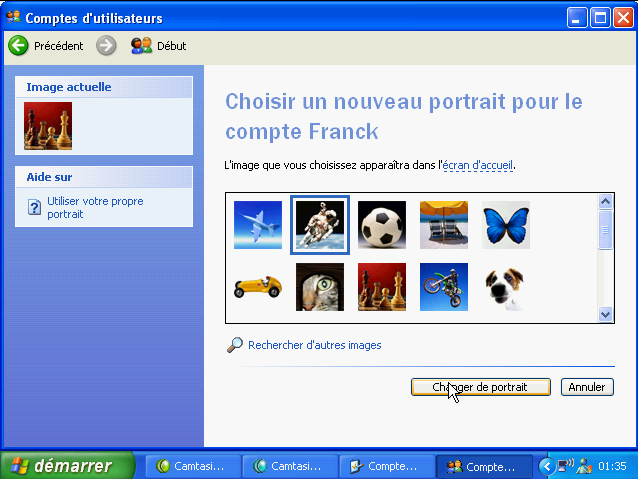 Comptes d'utilisateurs
Précédent
Début
Image actuelle
Aide sur
Utiliser votre propre
portrait
Choisir un nouveau portrait pour le
compte Franck
L'image que vous choisissez apparaîtra dans l'écran d'accueil.
Rechercher d'autres images
Changer de portrait
Annuler
démarrer
Camtasi...
Camtasi...
Compte...
Compte...
01:35